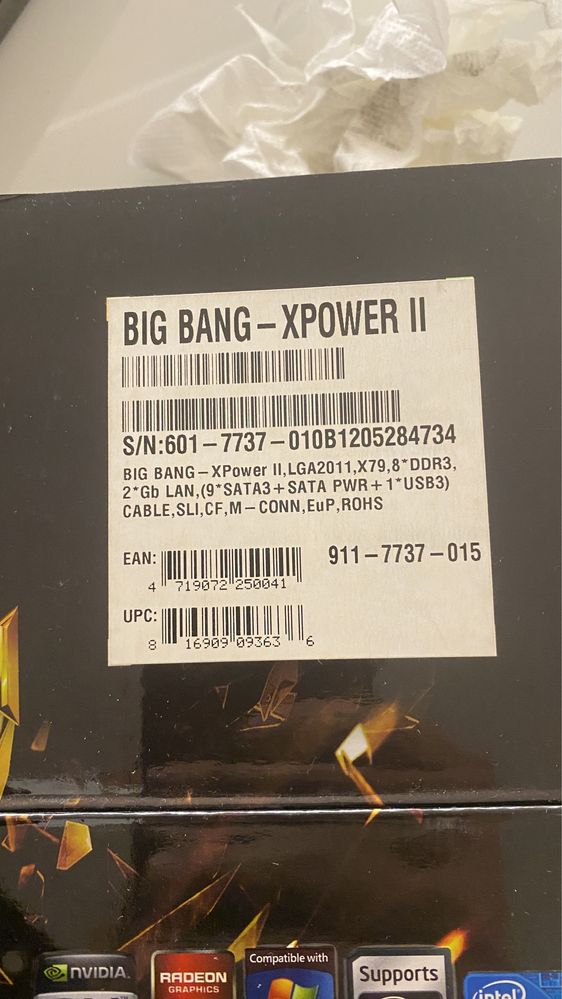 BIG BANG-XPOWER II
S/N:601-7737-010B1205284734
BIG BANG-XPower II,LGA2011,X79,8*DDR3,
2*Gb LAN,(9*SATA3+SATA PWR+1*USB3)
CABLE,SLI,CF,M-CONN,EuP,ROHS
EAN:
4 719072 250041
911-7737-015
UPC:
8 16909 09363 6
NVIDIA.
RADEON
GRAPHICS
Compatible with
Supports
intel